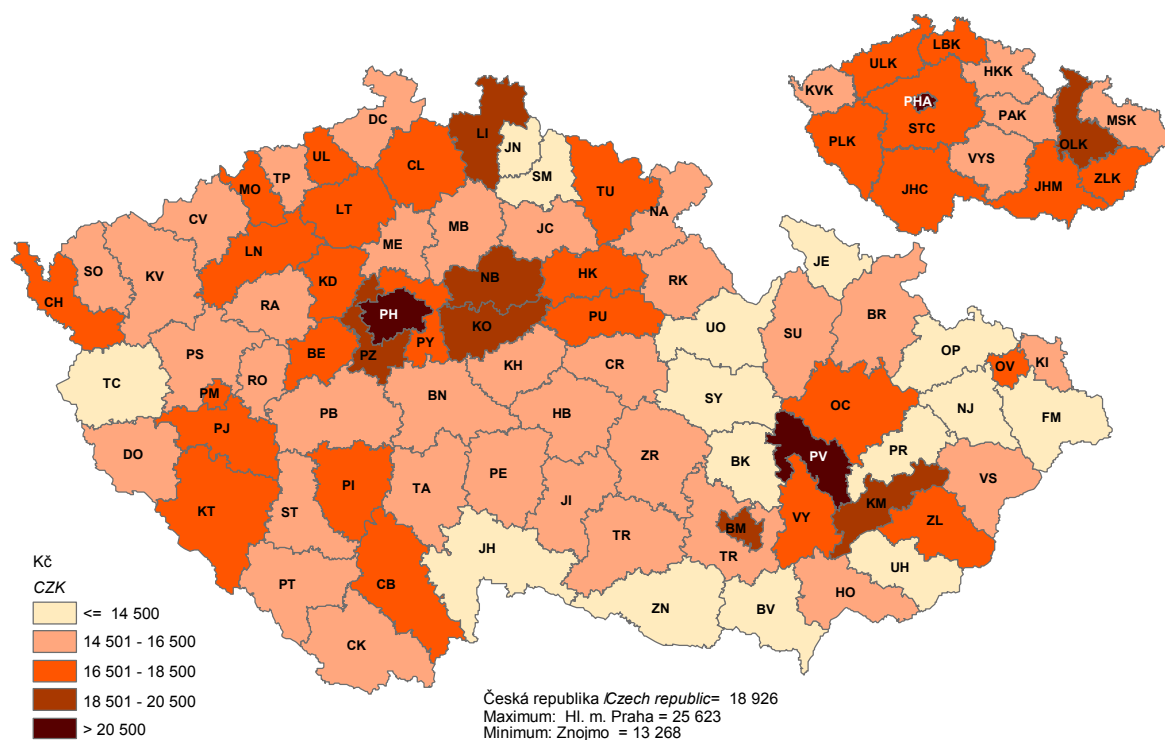 LBK
ULK
HKK
KVK
PHA
PAK
MSK
STC
PLK
OLK
VYS
JHC
JHM
ZLK
DC
LI
JN
UL
CL
SM
TP
MO
TU
LT
CV
NA
MB
JC
ME
LN
SO
KV
JE
RK
KD
NB
HK
CH
RA
PH
PU
BR
UO
SU
KO
PY
BE
PZ
OP
PS
OV
KI
TC
RO
KH
CR
PM
BN
SY
OC
NJ
FM
PB
HB
PJ
DO
ZR
PV
PR
BK
PE
VS
PI
TA
JI
KM
KT
ST
VY
BM
ZL
TR
JH
TR
UH
PT
CB
HO
ZN
BV
CK
Kč
CZK
<= 14 500
14 501 - 16 500
16 501 - 18 500
18 501 - 20 500
> 20 500
Česká republika /Czech republic= 18 926
Maximum: Hl. m. Praha = 25 623
Minimum: Znojmo = 13 268